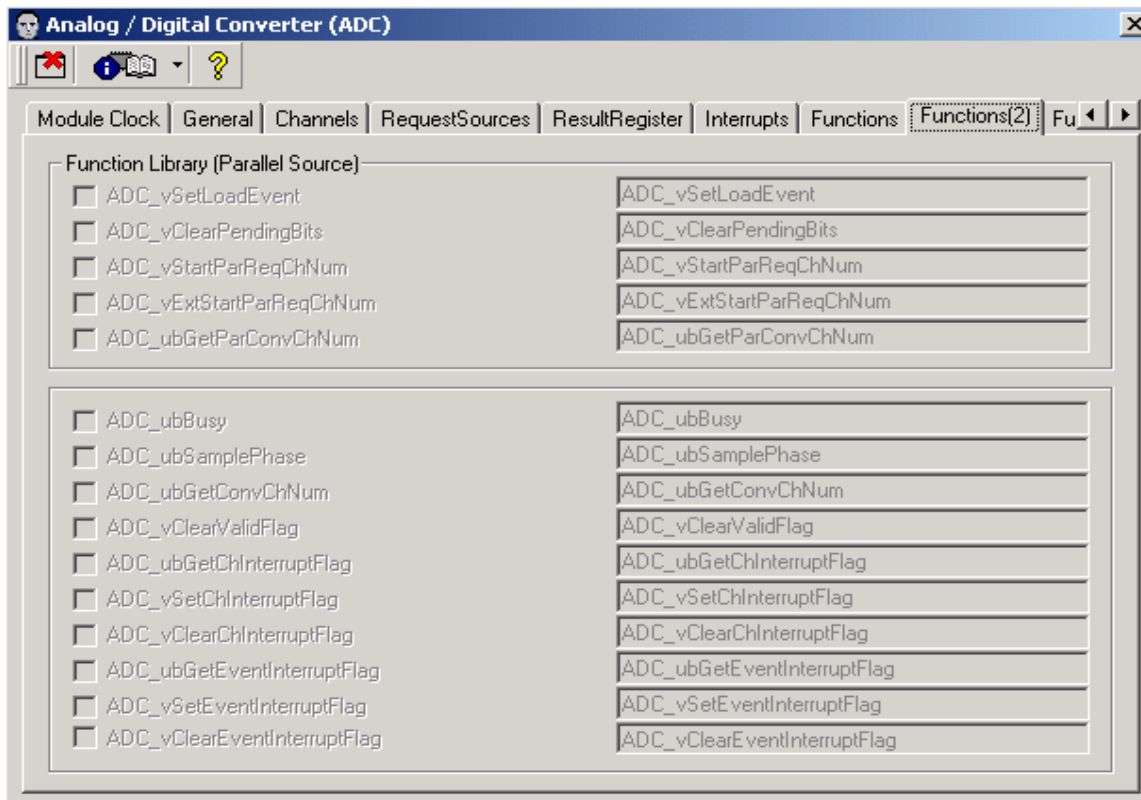 Analog / Digital Converter (ADC)
Module Clock General Channels RequestSources ResultRegister Interrupts Functions Functions(2) Fu
Function Library (Parallel Source)
ADC_vSetLoadEvent ADC_vSetLoadEvent
ADC_vClearPendingBits ADC_vClearPendingBits
ADC_vStartParReqChNum ADC_vStartParReqChNum
ADC_vExtStartParReqChNum ADC_vExtStartParReqChNum
ADC_ubGetParConvChNum ADC_ubGetParConvChNum
ADC_ubBusy ADC_ubBusy
ADC_ubSamplePhase ADC_ubSamplePhase
ADC_ubGetConvChNum ADC_ubGetConvChNum
ADC_vClearValidFlag ADC_vClearValidFlag
ADC_ubGetChInterruptFlag ADC_ubGetChInterruptFlag
ADC_vSetChInterruptFlag ADC_vSetChInterruptFlag
ADC_vClearChInterruptFlag ADC_vClearChInterruptFlag
ADC_ubGetEventInterruptFlag ADC_ubGetEventInterruptFlag
ADC_vSetEventInterruptFlag ADC_vSetEventInterruptFlag
ADC_vClearEventInterruptFlag ADC_vClearEventInterruptFlag